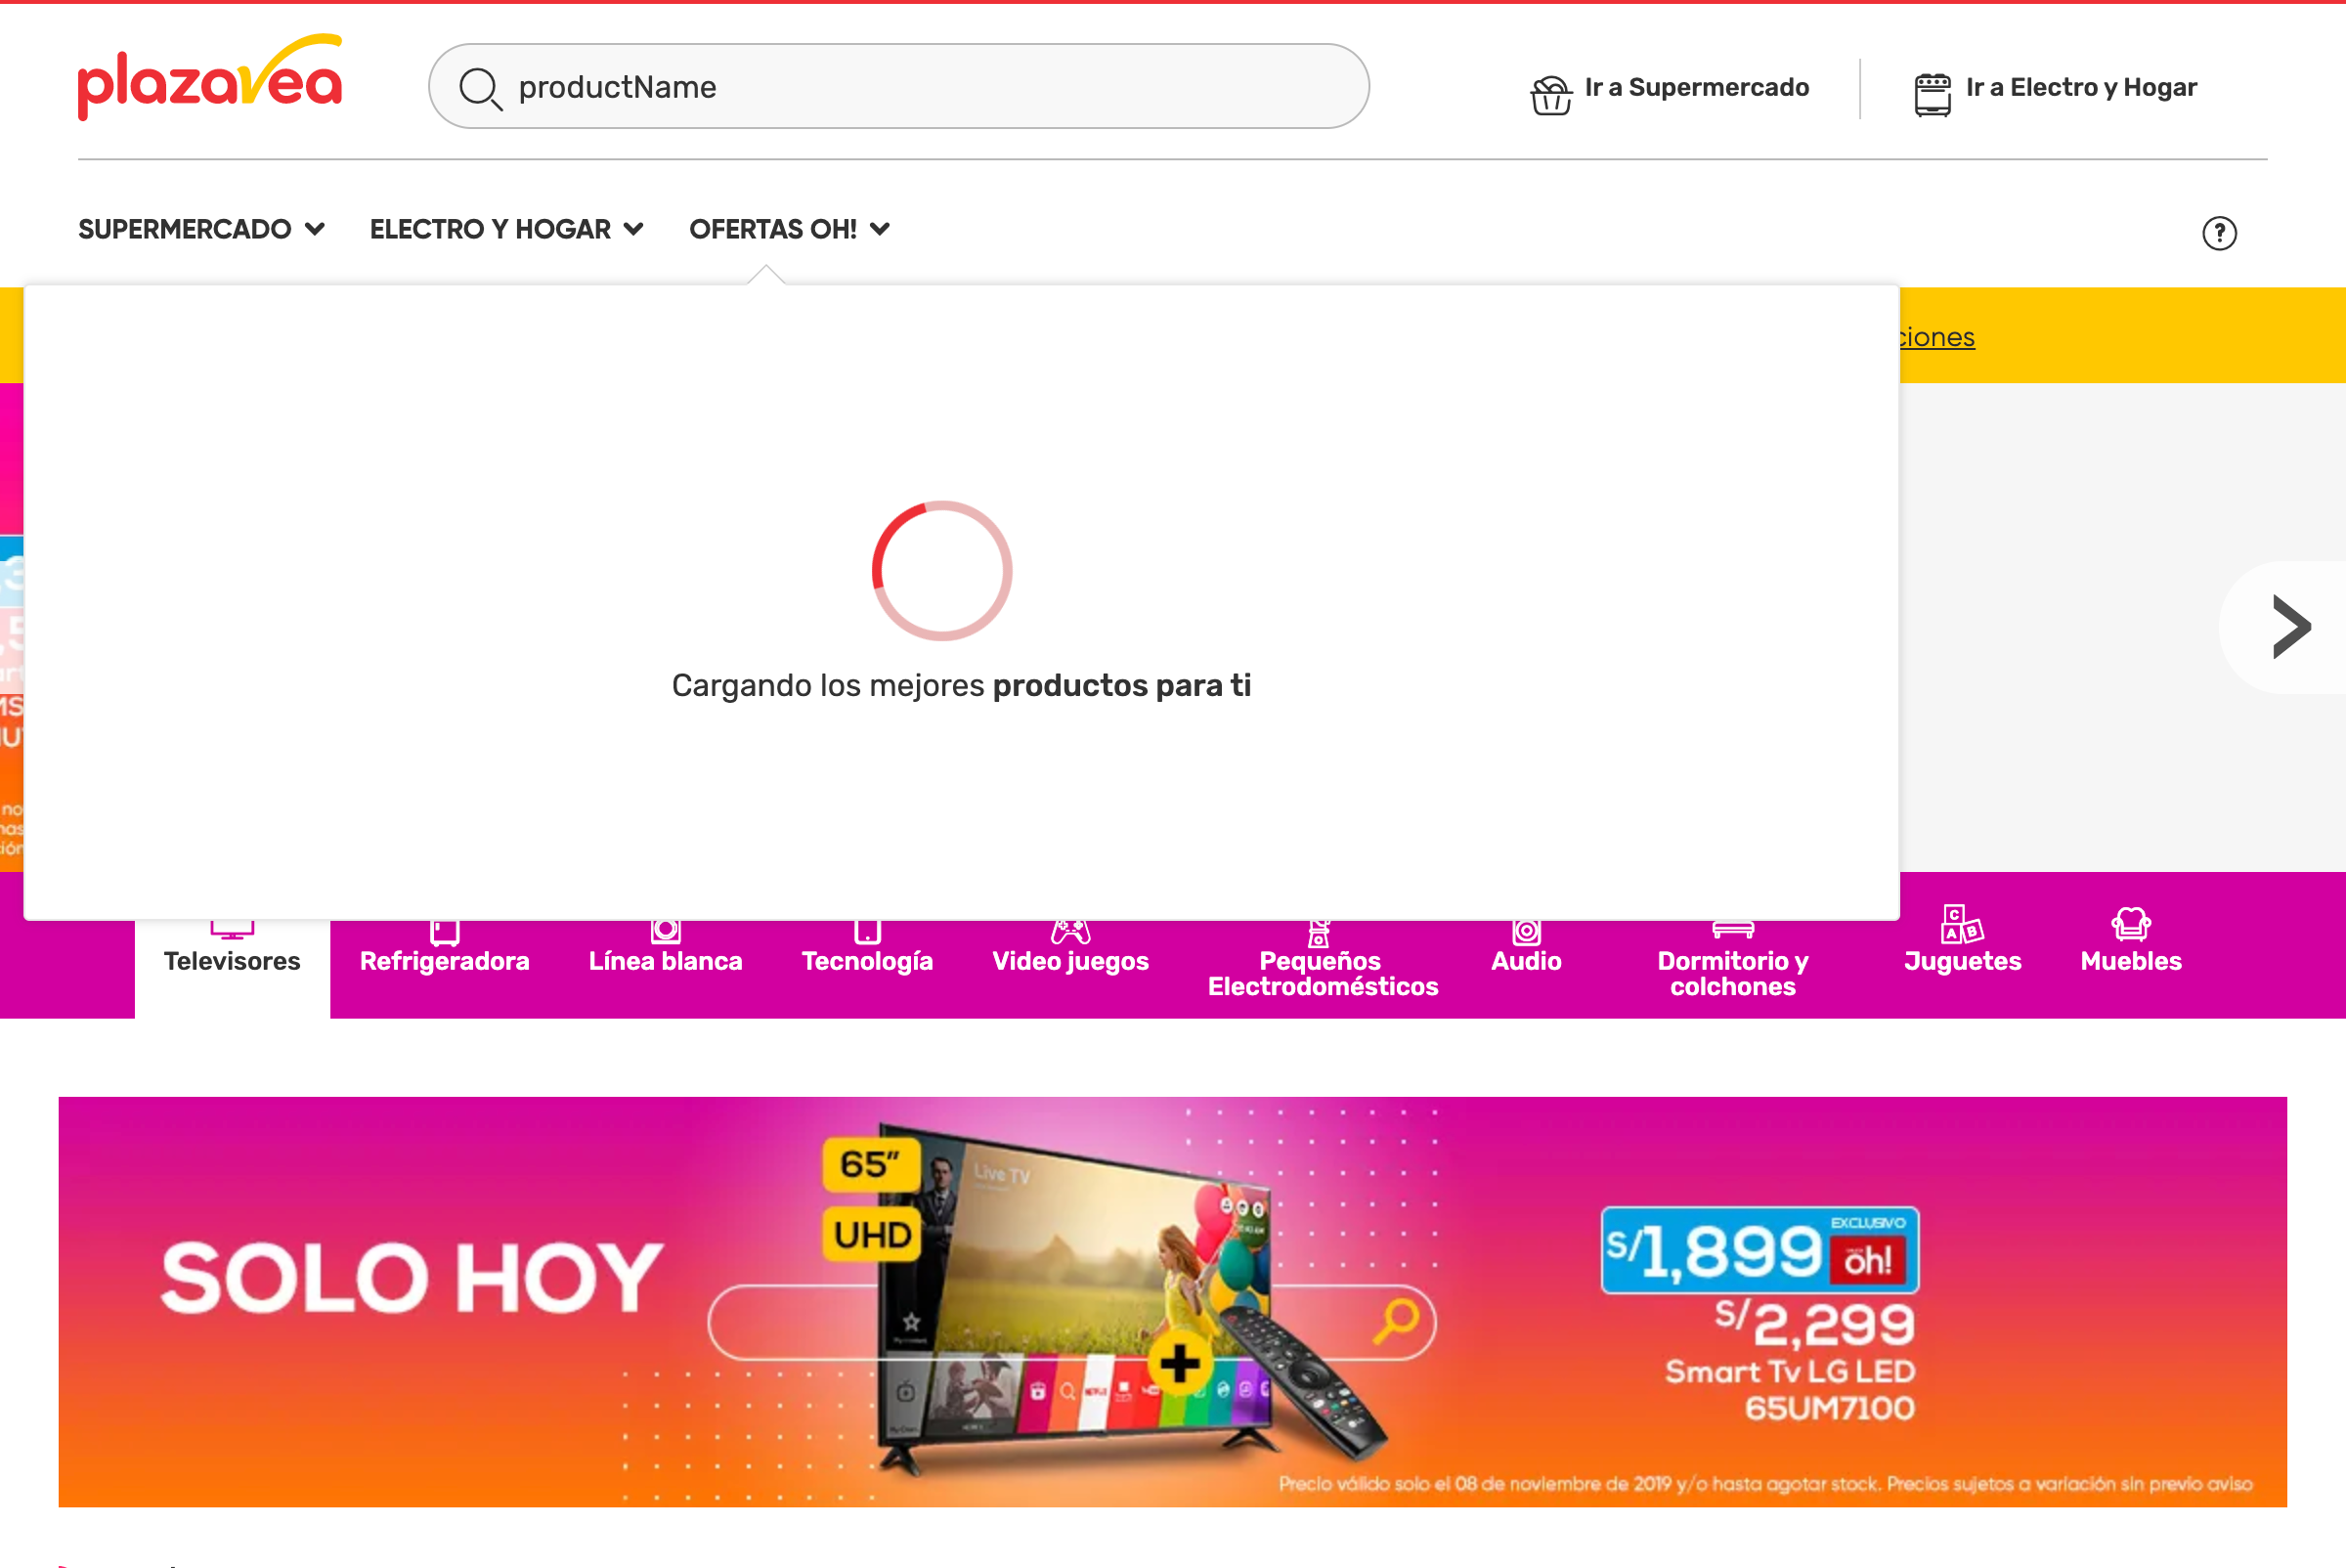 plazavea
productName
Ir a Supermercado
Ir a Electro y Hogar
SUPERMERCADO
ELECTRO Y HOGAR
OFERTAS OH!
?
ciones
Cargando los mejores productos para ti
Televisores
Refrigeradora
Línea blanca
Tecnología
Video juegos
Pequeños
Electrodomésticos
Audio
Dormitorio y
colchones
Juguetes
Muebles
SOLO HOY
65”
UHD
Live TV
S/1,899
EXCLUSIVO
oh!
S/2,299
Smart Tv LG LED
65UM7100
Precio válido solo el 08 de noviembre de 2019 y/o hasta agotar stock. Precios sujetos a variación sin previo aviso